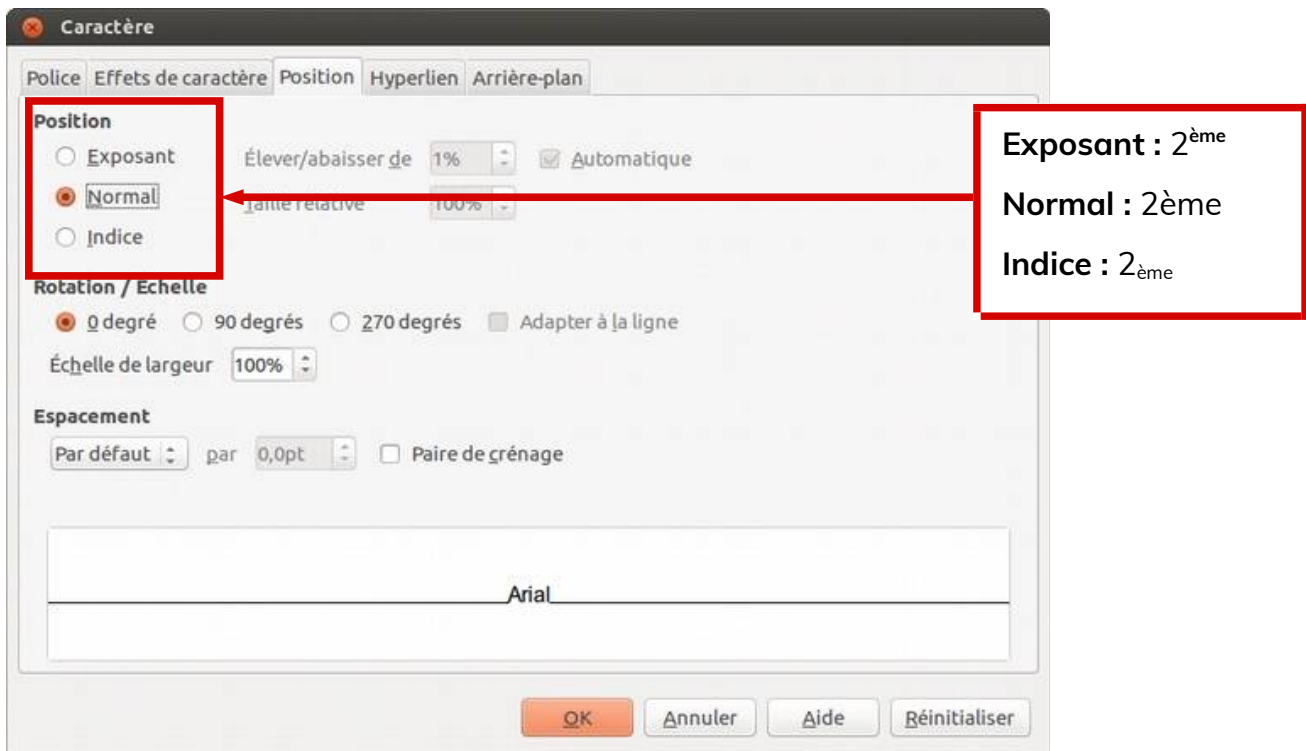 Caractère
Police Effets de caractère Position Hyperlien Arrière-plan
Position
Exposant Élever/abaisser de 1% Automatique
Normal Taille relative 100%
Indice
Rotation / Echelle
0 degré 90 degrés 270 degrés Adapter à la ligne
Échelle de largeur 100%
Espacement
Par défaut par 0,0pt Paire de crénage
Arial
OK Annuler Aide Réinitialiser
Exposant : 2ème
Normal : 2ème
Indice : 2ème